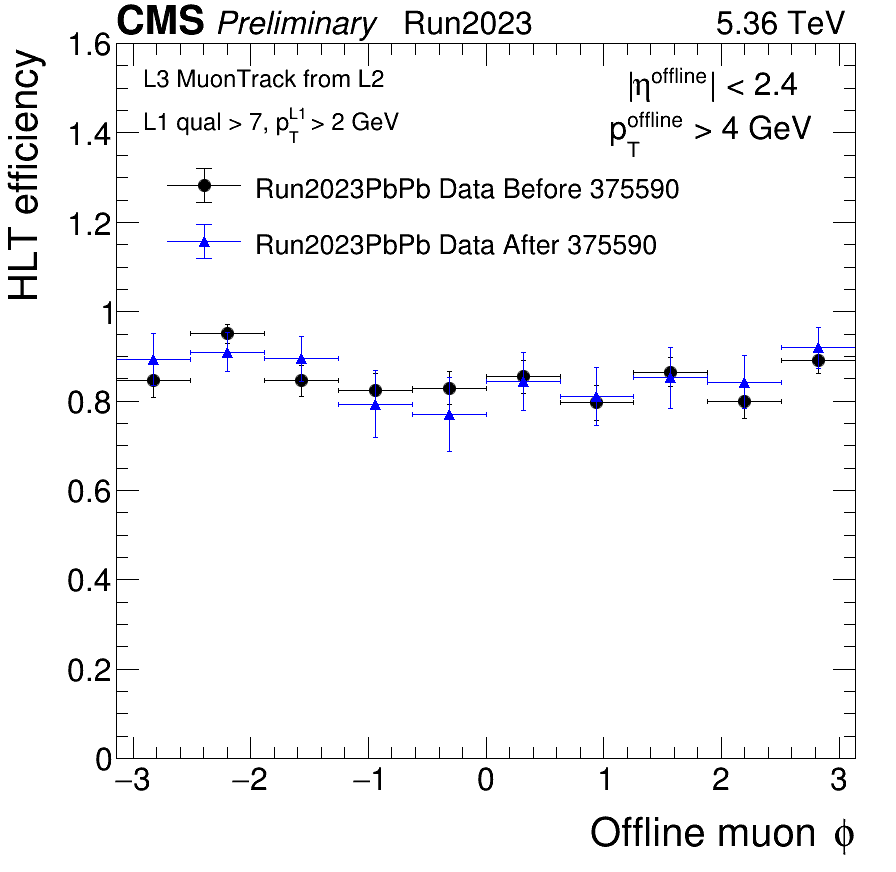 CMS Preliminary Run2023 5.36 TeV
L3 MuonTrack from L2
L1 qual > 7, p_T^L1 > 2 GeV
|η^offline| < 2.4
p_T^offline > 4 GeV
Run2023PbPb Data Before 375590
Run2023PbPb Data After 375590
HLT efficiency
1.6
1.4
1.2
1
0.8
0.6
0.4
0.2
0
−3 −2 −1 0 1 2 3
Offline muon ϕ